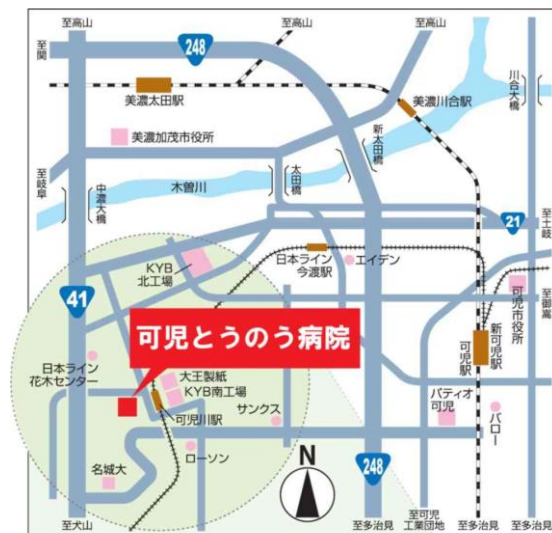 至高山
至高山
至高山
至関
248
川合大橋
美濃太田駅
美濃川合駅
美濃加茂市役所
新太田橋
太田橋
至岐阜
中濃大橋
木曽川
21
至土岐
KYB
北工場
日本ライン
今渡駅
エイデン
41
可児市役所
至御嵩
可児とうのう病院
新可児駅
可児駅
日本ライン
花木センター
大王製紙
KYB南工場
パティオ
可児
バロー
可児川駅
サンクス
ローソン
名城大
N
248
至犬山
至多治見
至可児
工業団地
至多治見
至多治見